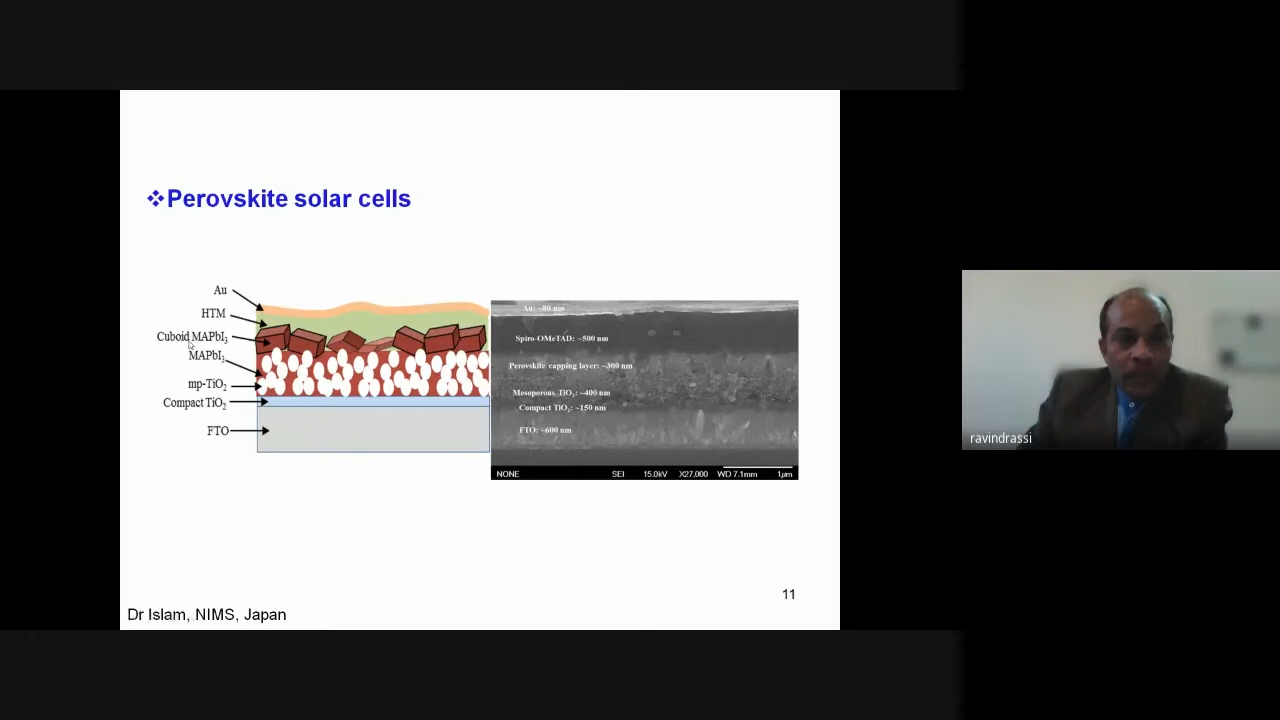 ❖Perovskite solar cells
Au
HTM
Cuboid MAPbI₃
MAPbI₃
mp-TiO₂
Compact TiO₂
FTO
Au: ~80 nm
Spiro-OMeTAD: ~500 nm
Perovskite capping layer: ~300 nm
Mesoporous TiO₂: ~400 nm
Compact TiO₂: ~150 nm
FTO: ~600 nm
NONE SEI 15.0kV X27,000 WD 7.1mm 1μm
11
Dr Islam, NIMS, Japan
ravindrassi